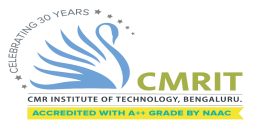 CELEBRATING 30 YEARS
CMRIT
CMR INSTITUTE OF TECHNOLOGY, BENGALURU.
ACCREDITED WITH A++ GRADE BY NAAC